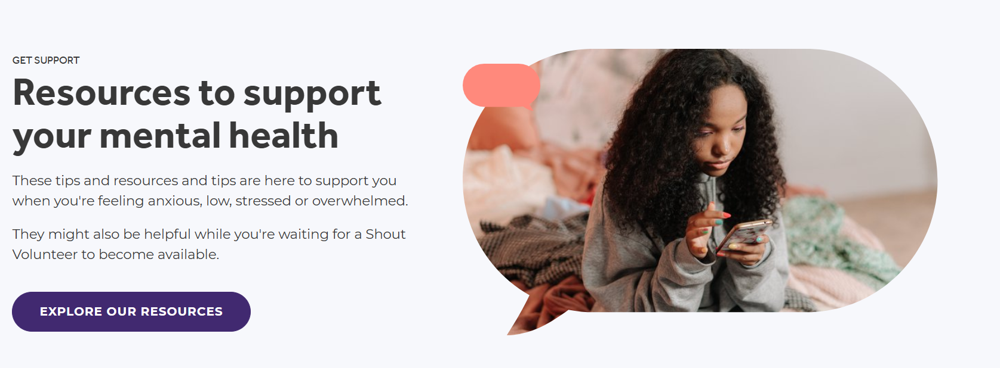 GET SUPPORT
Resources to support
your mental health
These tips and resources and tips are here to support you
when you're feeling anxious, low, stressed or overwhelmed.
They might also be helpful while you're waiting for a Shout
Volunteer to become available.
EXPLORE OUR RESOURCES